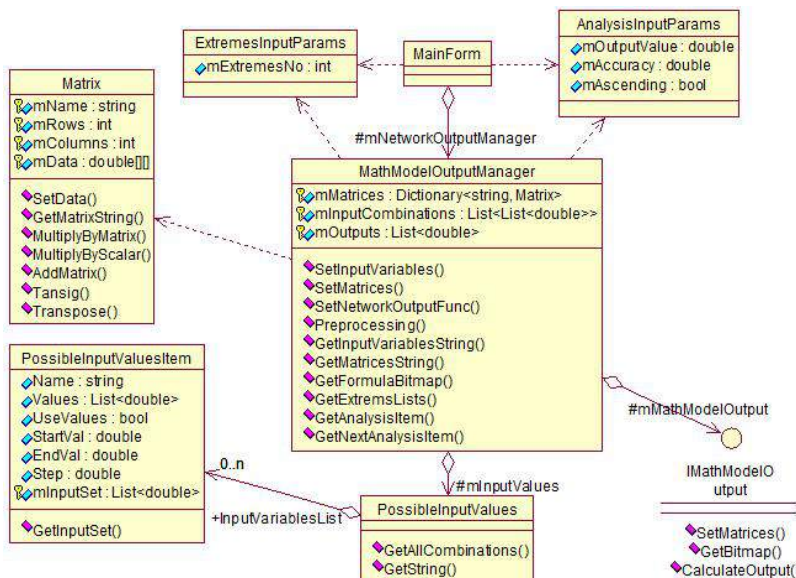 ExtremesInputParams
mExtremesNo : int
MainForm
AnalysisInputParams
mOutputValue : double
mAccuracy : double
mAscending : bool
Matrix
mName : string
mRows : int
mColumns : int
mData : double[][]
SetData()
GetMatrixString()
MultiplyByMatrix()
MultiplyByScalar()
AddMatrix()
Tansig()
Transpose()
#mNetworkOutputManager
MathModelOutputManager
mMatrices : Dictionary<string, Matrix>
mInputCombinations : List<List<double>>
mOutputs : List<double>
SetInputVariables()
SetMatrices()
SetNetworkOutputFunc()
Preprocessing()
GetInputVariablesString()
GetMatricesString()
GetFormulaBitmap()
GetExtremsLists()
GetAnalysisItem()
GetNextAnalysisItem()
PossibleInputValuesItem
Name : string
Values : List<double>
UseValues : bool
StartVal : double
EndVal : double
Step : double
mInputSet : List<double>
GetInputSet()
0..n
+InputVariablesList
#mInputValues
PossibleInputValues
GetAllCombinations()
GetString()
#mMathModelOutput
IMathModelO
utput
SetMatrices()
GetBitmap()
CalculateOutput(